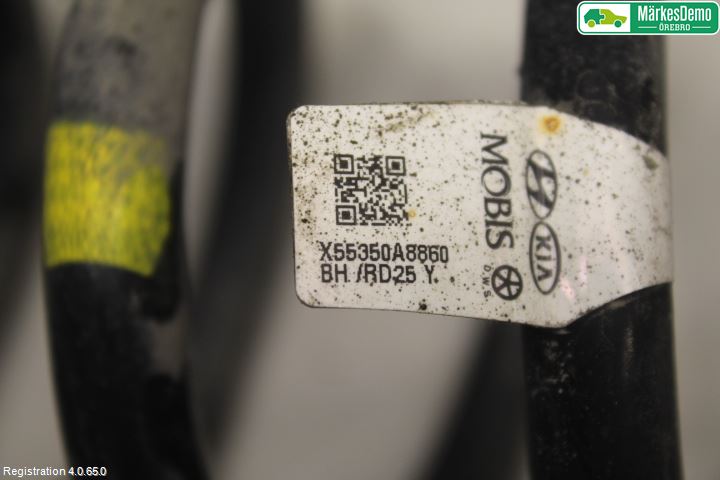 MärkesDemo
ÖREBRO
MOBIS
KIA
D.W.S
X55350A8860
BH /RD25 Y
Registration 4.0.65.0